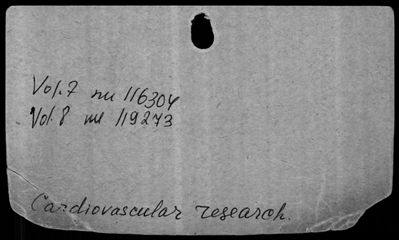 Vol. 7 nu 116304
Vol. 8 nu 119273
Cardiovascular research.